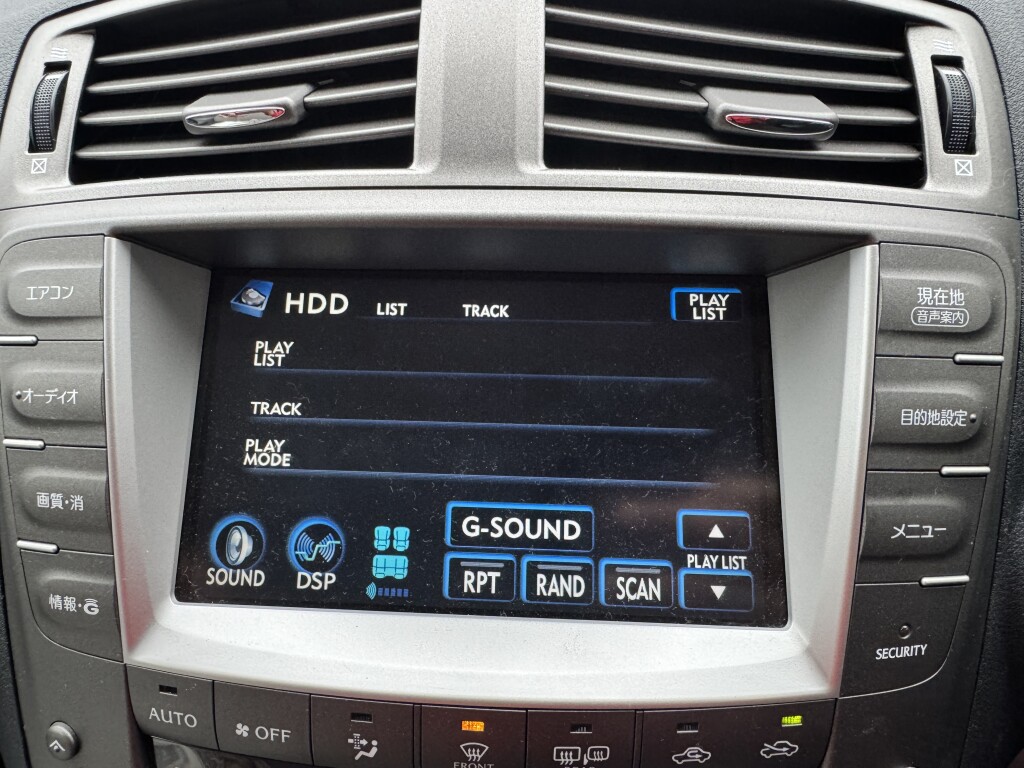 エアコン
オーディオ
画質・消
情報・G
HDD LIST TRACK
PLAY
LIST
PLAY
LIST
TRACK
PLAY
MODE
G-SOUND
SOUND
DSP
RPT
RAND
SCAN
PLAY LIST
現在地
音声案内
目的地設定
メニュー
SECURITY
AUTO
OFF
FRONT